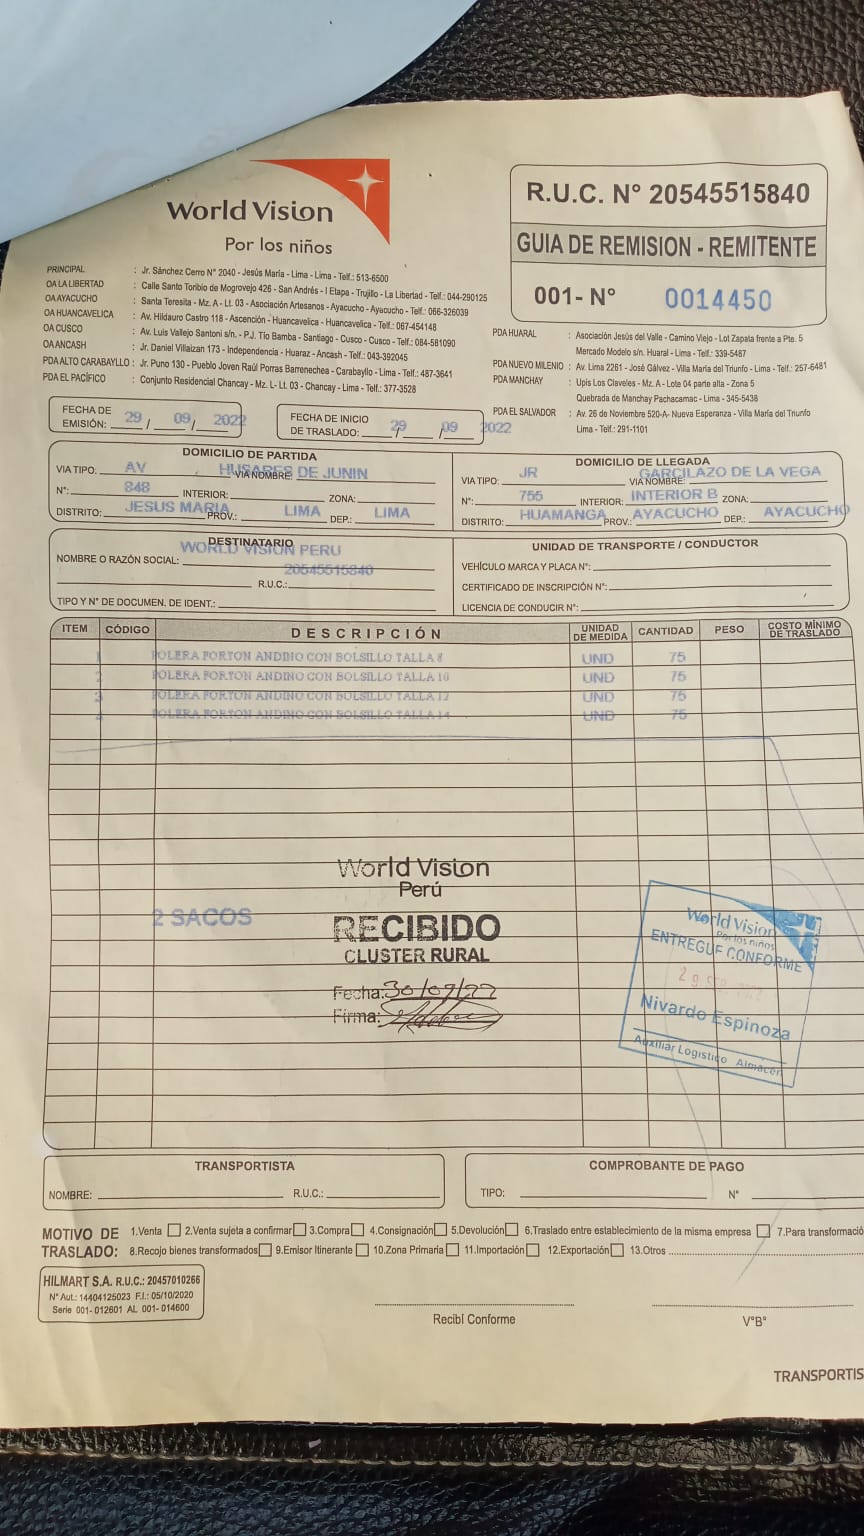 World Vision
Por los niños
R.U.C. N° 20545515840
GUIA DE REMISION - REMITENTE
001- N° 0014450
PRINCIPAL : Jr. Sánchez Cerro N° 2040 - Jesús María - Lima - Lima - Telf.: 513-6500
OA LA LIBERTAD : Calle Santo Toribio de Mogrovejo 426 - San Andrés - I Etapa - Trujillo - La Libertad - Telf.: 044-290125
OA AYACUCHO : Santa Teresita - Mz. A - Lt. 03 - Asociación Artesanos - Ayacucho - Ayacucho - Telf.: 066-326039
OA HUANCAVELICA : Av. Hildauro Castro 118 - Ascención - Huancavelica - Huancavelica - Telf.: 067-454148
OA CUSCO : Av. Luis Vallejo Santoni s/n. - P.J. Tío Bamba - Santiago - Cusco - Cusco - Telf.: 084-581090
OA ANCASH : Jr. Daniel Villaizan 173 - Independencia - Huaraz - Ancash - Telf.: 043-392045
PDA ALTO CARABAYLLO : Jr. Puno 130 - Pueblo Joven Raúl Porras Barrenechea - Carabayllo - Lima - Telf.: 487-3641
PDA EL PACÍFICO : Conjunto Residencial Chancay - Mz. L- Lt. 03 - Chancay - Lima - Telf.: 377-3528
PDA HUARAL : Asociación Jesús del Valle - Camino Viejo - Lot Zapata frente a Pte. 5
Mercado Modelo s/n. Huaral - Lima - Telf.: 339-5487
PDA NUEVO MILENIO : Av. Lima 2261 - José Gálvez - Villa María del Triunfo - Lima - Telf.: 257-6481
PDA MANCHAY : Upis Los Claveles - Mz. A - Lote 04 parte alta - Zona 5
Quebrada de Manchay Pachacamac - Lima - 345-5438
PDA EL SALVADOR : Av. 26 de Noviembre 520-A- Nueva Esperanza - Villa María del Triunfo
Lima - Telf.: 291-1101
FECHA DE EMISIÓN: 29 / 09 / 2022
FECHA DE INICIO DE TRASLADO: 29 / 09 2022
DOMICILIO DE PARTIDA
VIA TIPO: AV VIA NOMBRE: HUSARES DE JUNIN
N°: 848 INTERIOR: ZONA:
DISTRITO: JESUS MARIA PROV.: LIMA DEP.: LIMA
DOMICILIO DE LLEGADA
VIA TIPO: JR VIA NOMBRE: GARCILAZO DE LA VEGA
N°: 755 INTERIOR: INTERIOR B ZONA:
DISTRITO: HUAMANGA PROV.: AYACUCHO DEP.: AYACUCHO
DESTINATARIO
NOMBRE O RAZÓN SOCIAL: WORLD VISION PERU
R.U.C.: 20545515840
TIPO Y N° DE DOCUMEN. DE IDENT.:
UNIDAD DE TRANSPORTE / CONDUCTOR
VEHÍCULO MARCA Y PLACA N°:
CERTIFICADO DE INSCRIPCIÓN N°:
LICENCIA DE CONDUCIR N°:
ITEM CÓDIGO DESCRIPCIÓN UNIDAD DE MEDIDA CANTIDAD PESO COSTO MÍNIMO DE TRASLADO
1 POLERA PORTON ANDINO CON BOLSILLO TALLA 8 UND 75
2 POLERA PORTON ANDINO CON BOLSILLO TALLA 10 UND 75
3 POLERA PORTON ANDINO CON BOLSILLO TALLA 12 UND 75
4 POLERA PORTON ANDINO CON BOLSILLO TALLA 14 UND 75
2 SACOS
World Vision
Perú
RECIBIDO
CLUSTER RURAL
Fecha: 30/09/22
Firma:
World Vision
Por los niños
ENTREGUE CONFORME
29 SEP 2022
Nivardo Espinoza
Auxiliar Logístico Almacén
TRANSPORTISTA
NOMBRE: R.U.C.:
COMPROBANTE DE PAGO
TIPO: N°
MOTIVO DE TRASLADO: 1.Venta 2.Venta sujeta a confirmar 3.Compra 4.Consignación 5.Devolución 6.Traslado entre establecimiento de la misma empresa 7.Para transformació
8.Recojo bienes transformados 9.Emisor Itinerante 10.Zona Primaria 11.Importación 12.Exportación 13.Otros
HILMART S.A. R.U.C.: 20457010266
N° Aut.: 14404125023 F.I.: 05/10/2020
Serie 001- 012601 AL 001- 014600
Recibí Conforme
V°B°
TRANSPORTIS